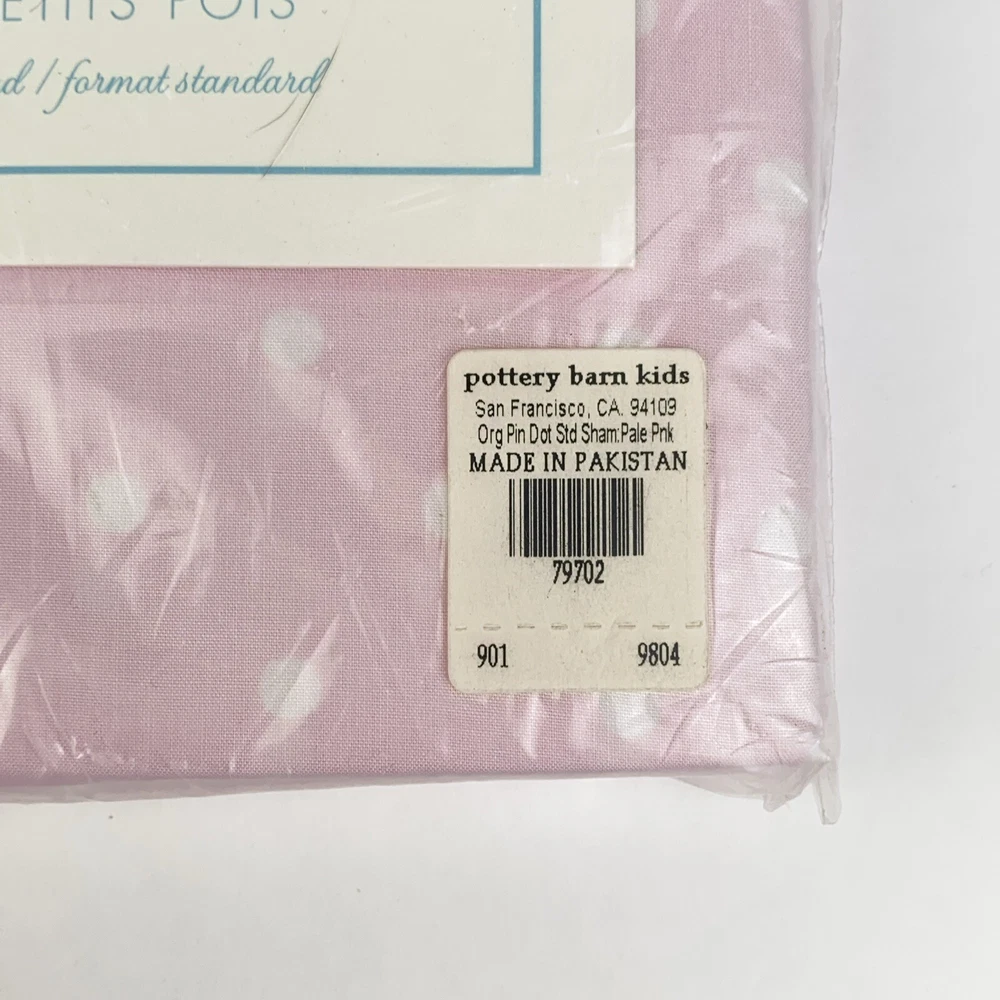 POIS
/ format standard
pottery barn kids
San Francisco, CA. 94109
Org Pin Dot Std Sham:Pale Pnk
MADE IN PAKISTAN
79702
901 9804